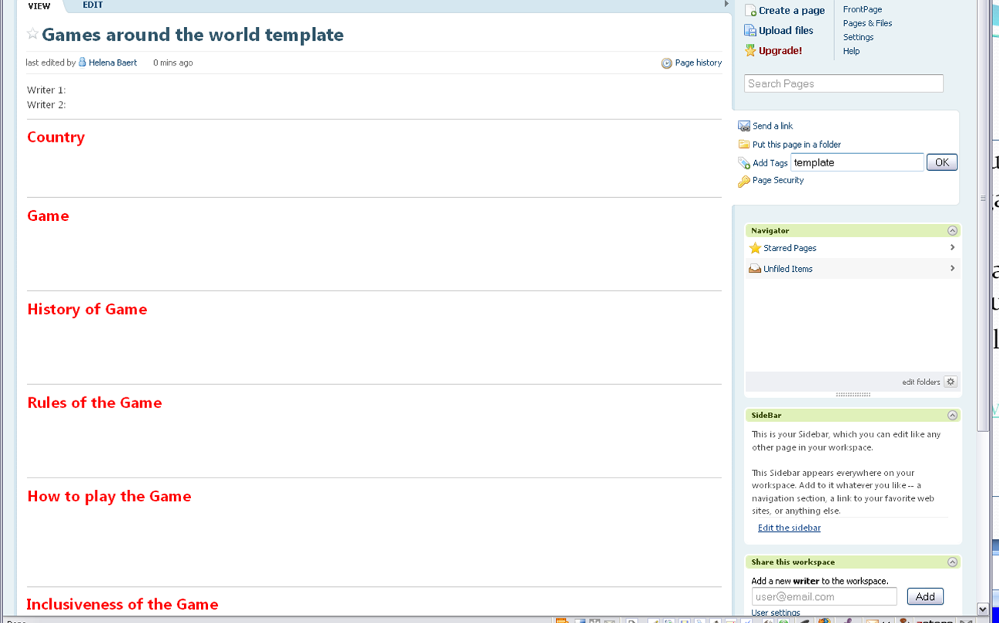 VIEW
EDIT
Games around the world template
last edited by Helena Baert 0 mins ago
Page history
Writer 1:
Writer 2:
Country
Game
History of Game
Rules of the Game
How to play the Game
Inclusiveness of the Game
Create a page
Upload files
Upgrade!
FrontPage
Pages & Files
Settings
Help
Search Pages
Send a link
Put this page in a folder
Add Tags template OK
Page Security
Navigator
Starred Pages
Unfiled Items
edit folders
SideBar
This is your Sidebar, which you can edit like any
other page in your workspace.
This Sidebar appears everywhere on your
workspace. Add to it whatever you like -- a
navigation section, a link to your favorite web
sites, or anything else.
Edit the sidebar
Share this workspace
Add a new writer to the workspace.
user@email.com Add
User settings